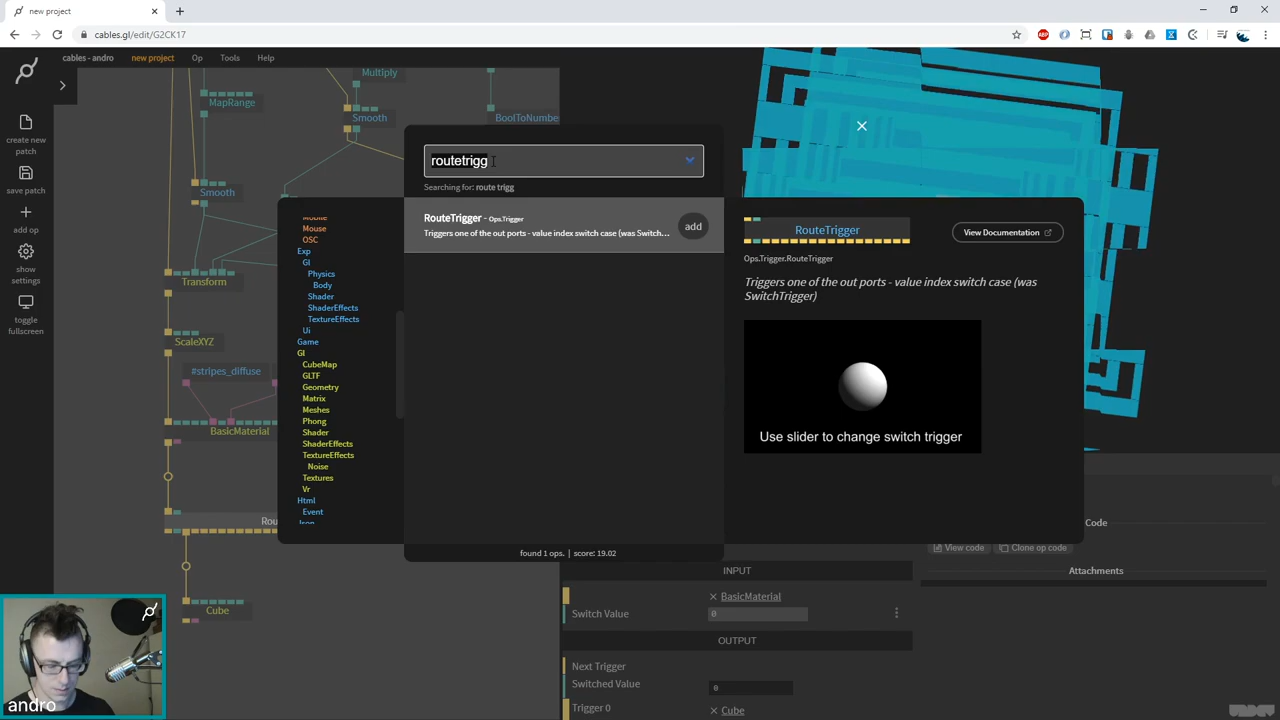 new project
cables.gl/edit/G2CK17
cables - andro
new project
Op
Tools
Help
create new
patch
save patch
add op
show
settings
toggle
fullscreen
Multiply
MapRange
Smooth
BoolToNumbe
Smooth
Transform
ScaleXYZ
#stripes_diffuse
BasicMaterial
Rou
Cube
routetrigg
Searching for: route trigg
RouteTrigger - Ops.Trigger
Triggers one of the out ports - value index switch case (was Switch...
add
Mobile
Mouse
OSC
Exp
Gl
Physics
Body
Shader
ShaderEffects
TextureEffects
Ui
Game
Gl
CubeMap
GLTF
Geometry
Matrix
Meshes
Phong
Shader
ShaderEffects
TextureEffects
Noise
Textures
Vr
Html
Event
found 1 ops. | score: 19.02
RouteTrigger
View Documentation
Ops.Trigger.RouteTrigger
Triggers one of the out ports - value index switch case (was
SwitchTrigger)
Use slider to change switch trigger
Code
View code
Clone op code
Attachments
INPUT
BasicMaterial
Switch Value
0
OUTPUT
Next Trigger
Switched Value
0
Trigger 0
Cube
andro